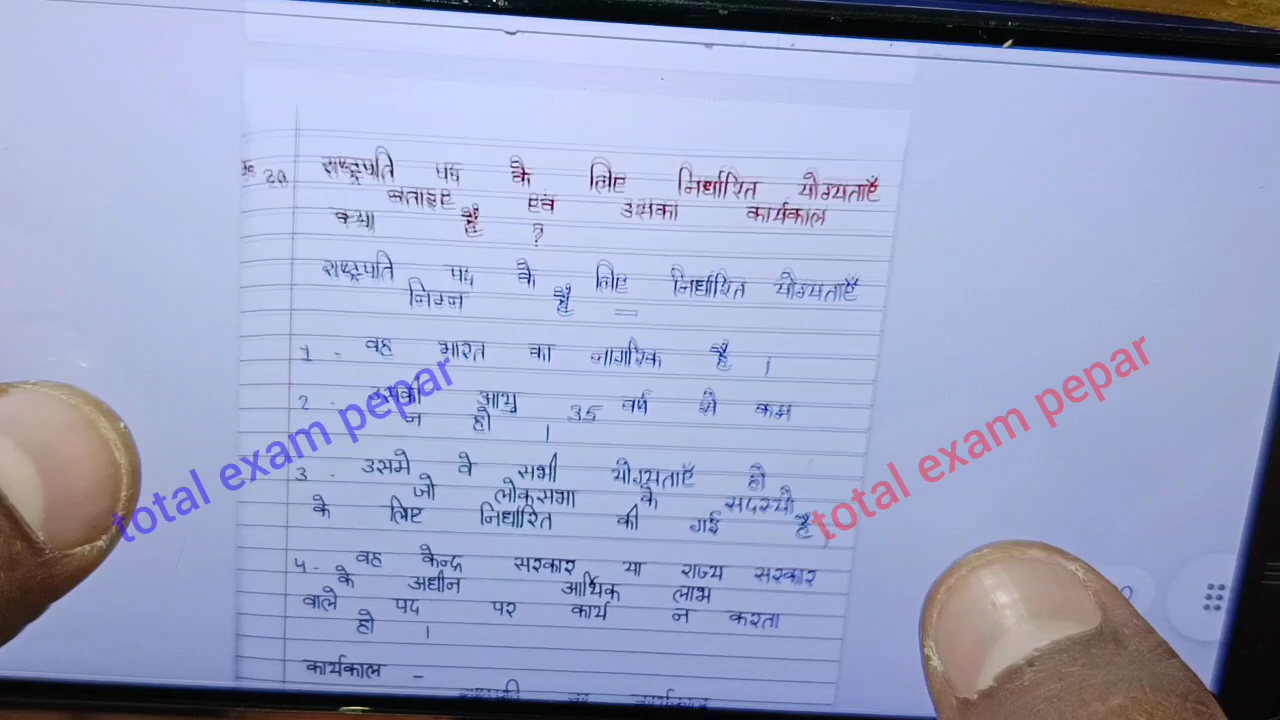 20
राष्ट्रपति पद के लिए निर्धारित योग्यताएँ
बताइए एवं उसका कार्यकाल
क्या है ?
राष्ट्रपति पद के लिए निर्धारित योग्यताएँ
निम्न है =
1 - वह भारत का नागरिक है ।
2 - उसकी आयु 35 वर्ष से कम
न हो ।
3 - उसमे वे सभी योग्यताएँ हो
जो लोकसभा के सदस्यो
के लिए निर्धारित की गई है ।
4 - वह केन्द्र सरकार या राज्य सरकार
के अधीन आर्थिक लाभ
वाले पद पर कार्य न करता
हो ।
कार्यकाल -
total exam pepar
total exam pepar